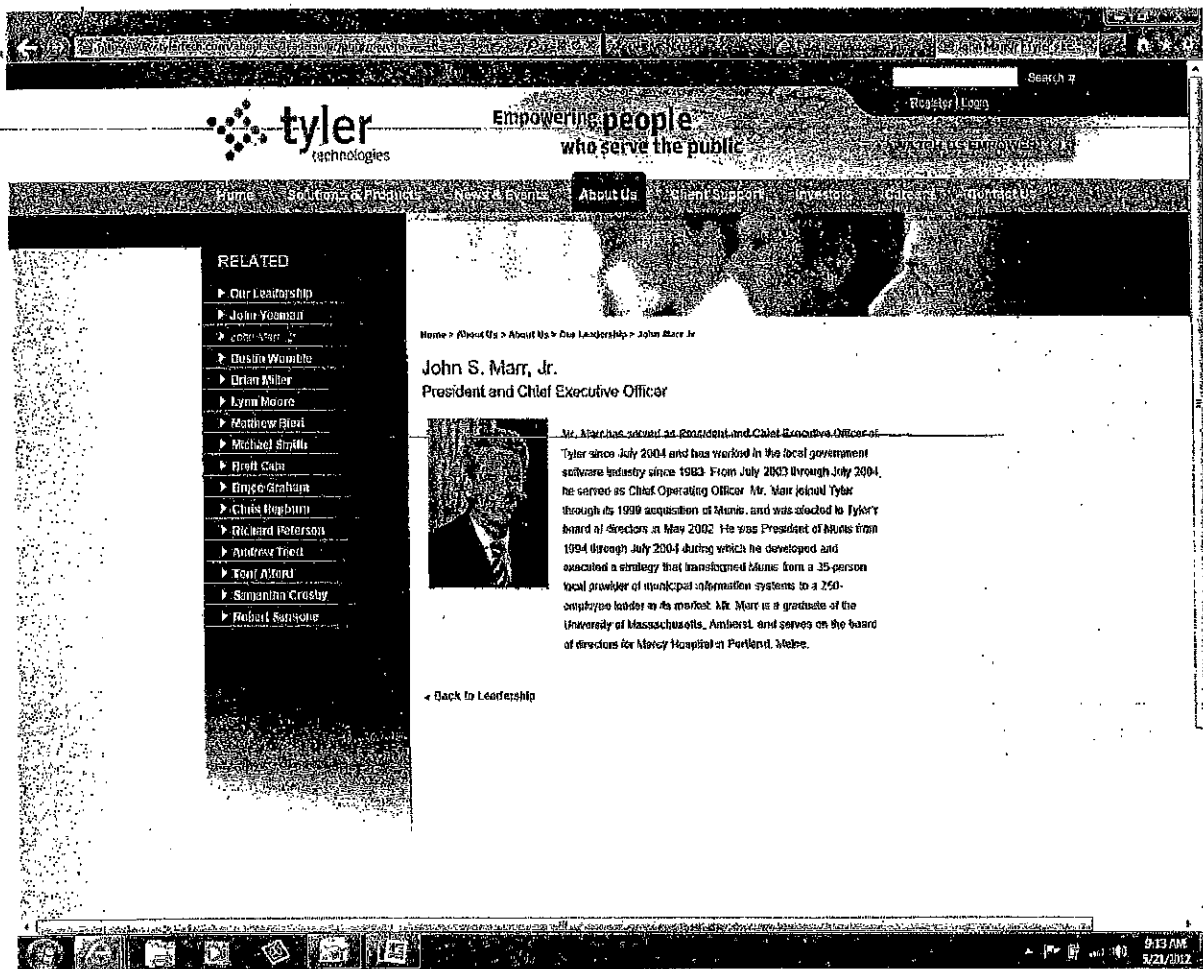 Search
Register | Login
tyler
technologies
Empowering people
who serve the public
WATCH US EMPOWER
Home Solutions & Products News & Events About Us Client Support Investors Careers Contact Us
RELATED
Our Leadership
John Yeaman
John Marr Jr
Dustin Womble
Brian Miller
Lynn Moore
Matthew Bieri
Michael Smith
Brett Cate
Bruce Graham
Chris Hepburn
Richard Peterson
Andrew Teed
Samantha Crosby
Robert Sansone
Home > About Us > About Us > Our Leadership > John Marr Jr
John S. Marr, Jr.
President and Chief Executive Officer
Mr. Marr has served as President and Chief Executive Officer of
Tyler since July 2004 and has worked in the local government
software industry since 1983. From July 2003 through July 2004,
he served as Chief Operating Officer. Mr. Marr joined Tyler
through its 1999 acquisition of Munis, and was elected to Tyler's
board of directors in May 2002. He was President of Munis from
1994 through July 2004 during which he developed and
executed a strategy that transformed Munis from a 35-person
local provider of municipal information systems to a 250-
employee leader in its market. Mr. Marr is a graduate of the
University of Massachusetts, Amherst, and serves on the board
of directors for Mercy Hospital in Portland, Maine.
Back to Leadership
9:13 AM
5/21/2012